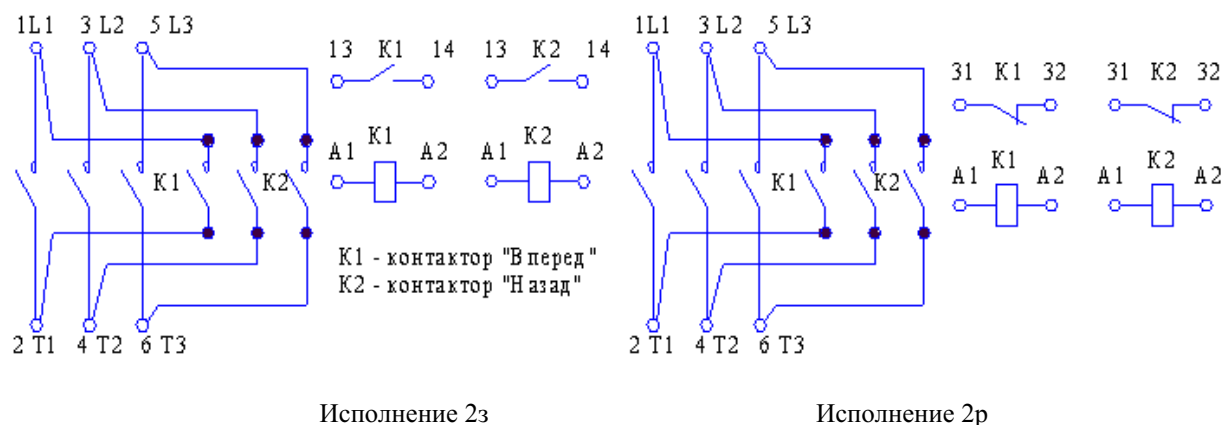 1L1 3 L2 5 L3
13 K1 14 13 K2 14
A1 K1 A2 A1 K2 A2
K1 K2
K1 - контактор "Вперед"
K2 - контактор "Назад"
2 T1 4 T2 6 T3
1L1 3 L2 5 L3
31 K1 32 31 K2 32
A1 K1 A2 A1 K2 A2
K1 K2
2 T1 4 T2 6 T3
Исполнение 2з Исполнение 2р